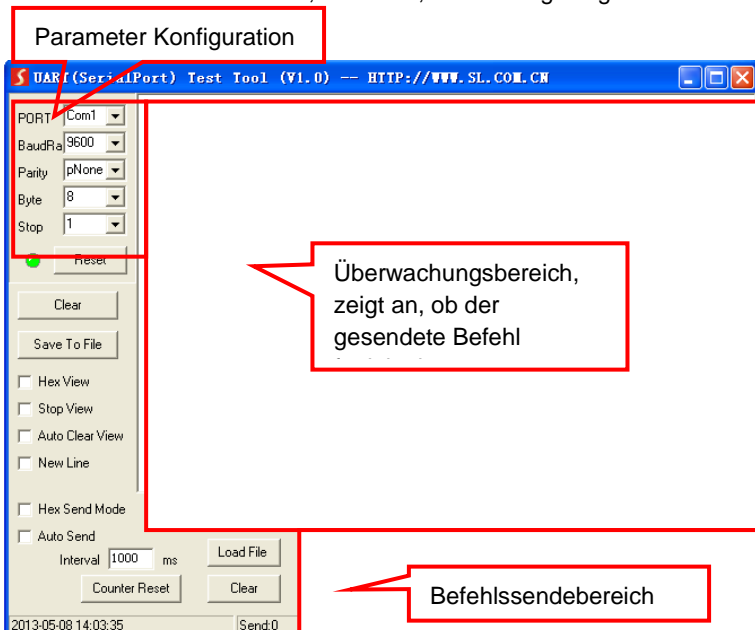 Parameter Konfiguration
UART(SerialPort) Test Tool (V1.0) -- HTTP://WWW.SL.COM.CN
PORT Com1
BaudRa 9600
Parity pNone
Byte 8
Stop 1
Reset
Clear
Save To File
Hex View
Stop View
Auto Clear View
New Line
Überwachungsbereich,
zeigt an, ob der
gesendete Befehl
Hex Send Mode
Auto Send
Interval 1000 ms
Load File
Counter Reset
Clear
Befehlssendebereich
2013-05-08 14:03:35
Send:0